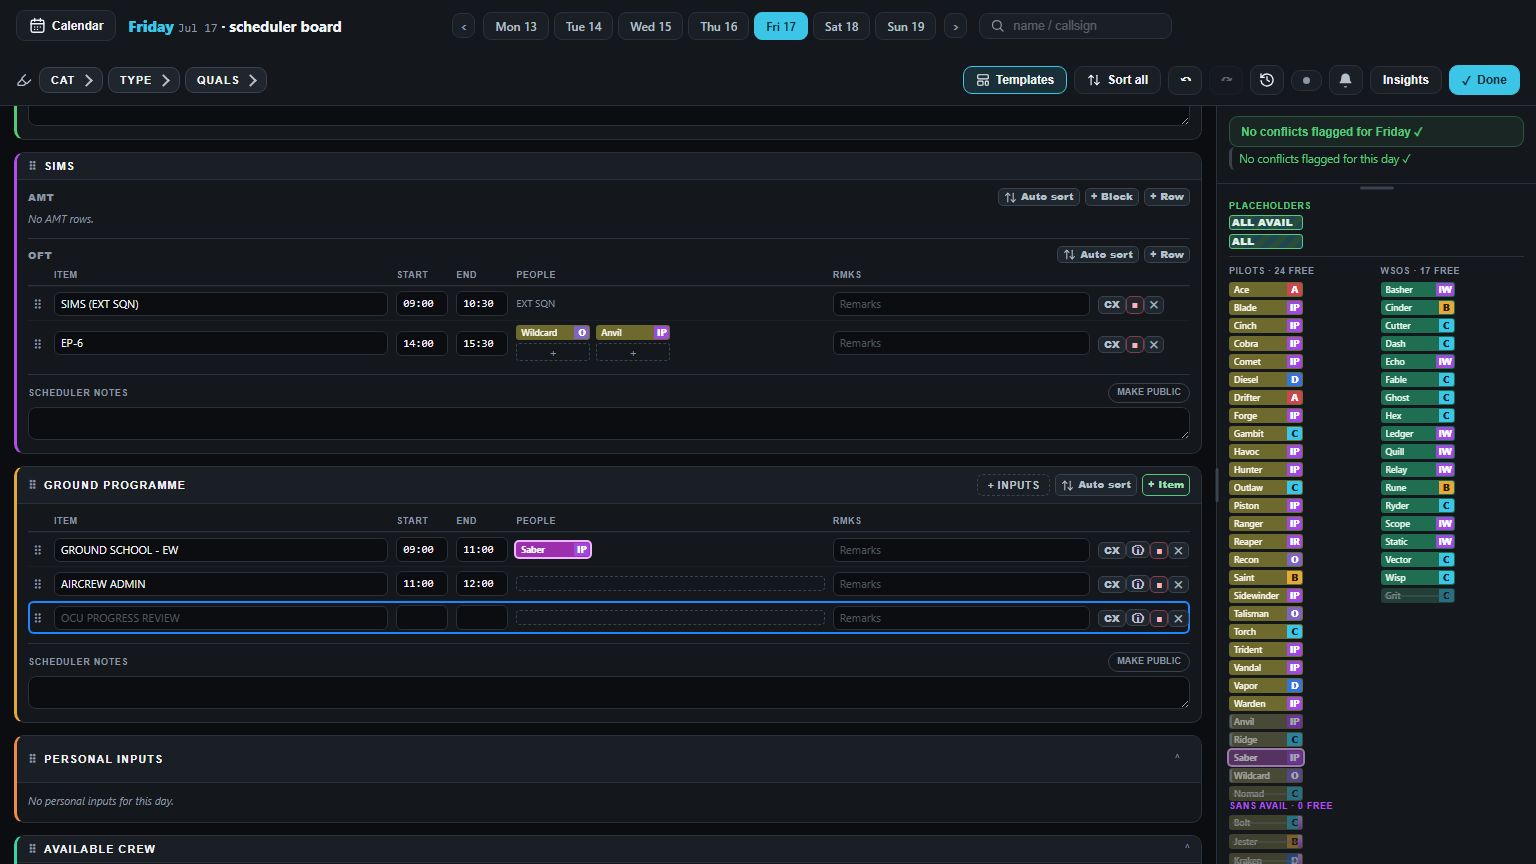 Calendar
Friday Jul 17 · scheduler board
‹ Mon 13 Tue 14 Wed 15 Thu 16 Fri 17 Sat 18 Sun 19 ›
name / callsign
CAT TYPE QUALS
Templates Sort all Insights ✓ Done
No conflicts flagged for Friday ✓
No conflicts flagged for this day ✓
SIMS
AMT
Auto sort + Block + Row
No AMT rows.
OFT
Auto sort + Row
ITEM START END PEOPLE RMKS
SIMS (EXT SQN) 09:00 10:30 EXT SQN Remarks CX
EP-6 14:00 15:30 Wildcard O Anvil IP Remarks CX
+ +
SCHEDULER NOTES
MAKE PUBLIC
GROUND PROGRAMME
+ INPUTS Auto sort + Item
ITEM START END PEOPLE RMKS
GROUND SCHOOL - EW 09:00 11:00 Saber IP Remarks CX
AIRCREW ADMIN 11:00 12:00 Remarks CX
OCU PROGRESS REVIEW Remarks CX
SCHEDULER NOTES
MAKE PUBLIC
PERSONAL INPUTS
No personal inputs for this day.
AVAILABLE CREW
PLACEHOLDERS
ALL AVAIL
ALL
PILOTS · 24 FREE
Ace A
Blade IP
Cinch IP
Cobra IP
Comet IP
Diesel D
Drifter A
Forge IP
Gambit C
Havoc IP
Hunter IP
Outlaw C
Piston IP
Ranger IP
Reaper IR
Recon O
Saint B
Sidewinder IP
Talisman O
Torch C
Trident IP
Vandal IP
Vapor D
Warden IP
Anvil IP
Ridge C
Saber IP
Wildcard O
Nomad C
SANS AVAIL · 0 FREE
Bolt C
Jester B
Kraken D
WSOS · 17 FREE
Basher IW
Cinder B
Cutter C
Dash C
Echo IW
Fable C
Ghost C
Hex C
Ledger IW
Quill IW
Relay IW
Rune B
Ryder C
Scope IW
Static IW
Vector C
Wisp C
Grit C